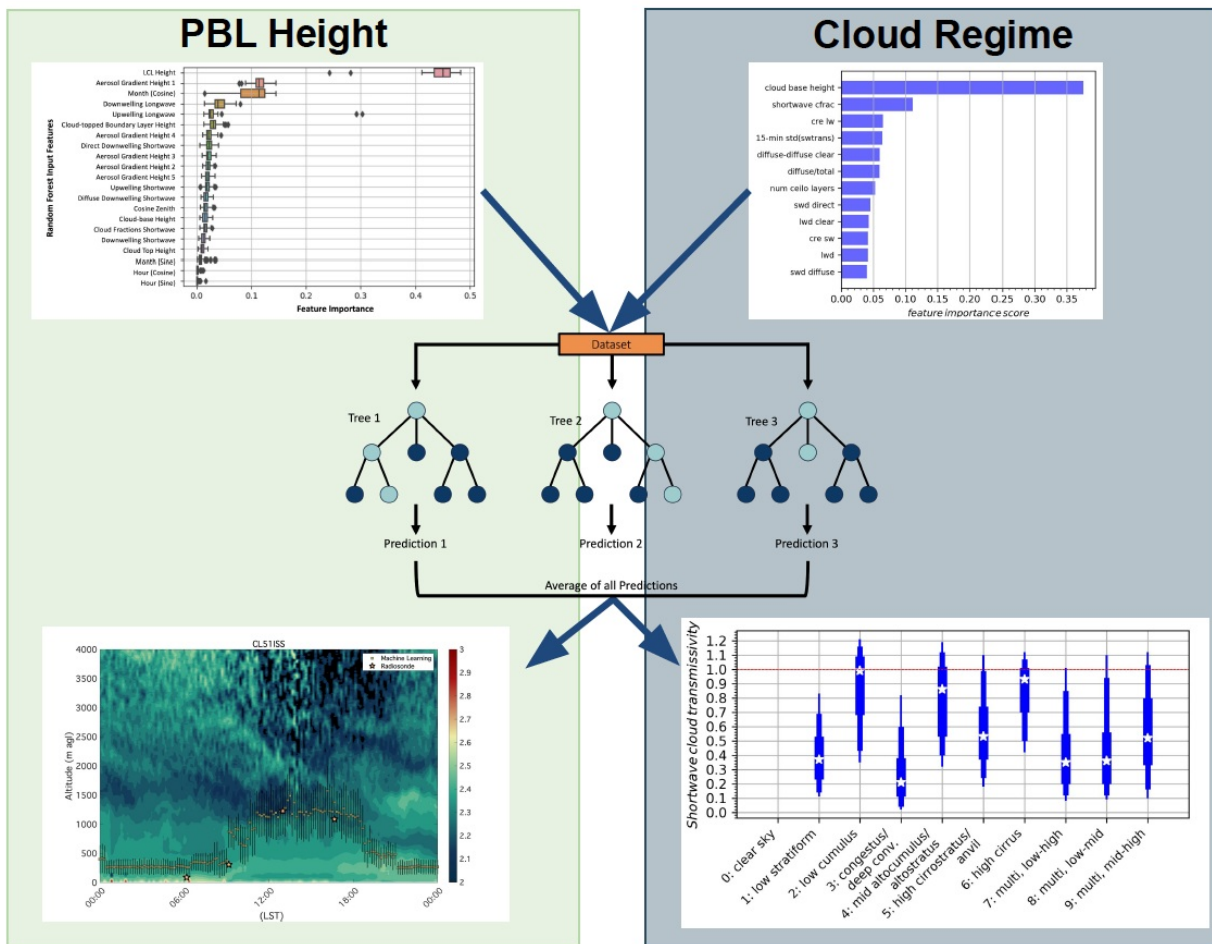 PBL Height
Cloud Regime
Random Forest Input Features
LCL Height
Aerosol Gradient Height 1
Month (Cosine)
Downwelling Longwave
Upwelling Longwave
Cloud-topped Boundary Layer Height
Aerosol Gradient Height 4
Direct Downwelling Shortwave
Aerosol Gradient Height 3
Aerosol Gradient Height 2
Aerosol Gradient Height 5
Upwelling Shortwave
Diffuse Downwelling Shortwave
Cosine Zenith
Cloud-base Height
Cloud Fractions Shortwave
Downwelling Shortwave
Cloud Top Height
Month (Sine)
Hour (Cosine)
Hour (Sine)
0.0 0.1 0.2 0.3 0.4 0.5
Feature Importance
cloud base height
shortwave cfrac
cre lw
15-min std(swtrans)
diffuse-diffuse clear
diffuse/total
num ceilo layers
swd direct
lwd clear
cre sw
lwd
swd diffuse
0.00 0.05 0.10 0.15 0.20 0.25 0.30 0.35
feature importance score
Dataset
Tree 1
Tree 2
Tree 3
Prediction 1
Prediction 2
Prediction 3
Average of all Predictions
CL51ISS
Machine Learning
Radiosonde
Altitude (m agl)
4000
3500
3000
2500
2000
1500
1000
500
0
00:00 06:00 12:00 18:00 00:00
(LST)
3
2.9
2.8
2.7
2.6
2.5
2.4
2.3
2.2
2.1
2
Shortwave cloud transmissivity
1.2
1.1
1.0
0.9
0.8
0.7
0.6
0.5
0.4
0.3
0.2
0.1
0.0
0: clear sky
1: low stratiform
2: low cumulus
3: congestus/
deep conv.
4: mid altocumulus/
altostratus
5: high cirrostratus/
anvil
6: high cirrus
7: multi, low-high
8: multi, low-mid
9: multi, mid-high